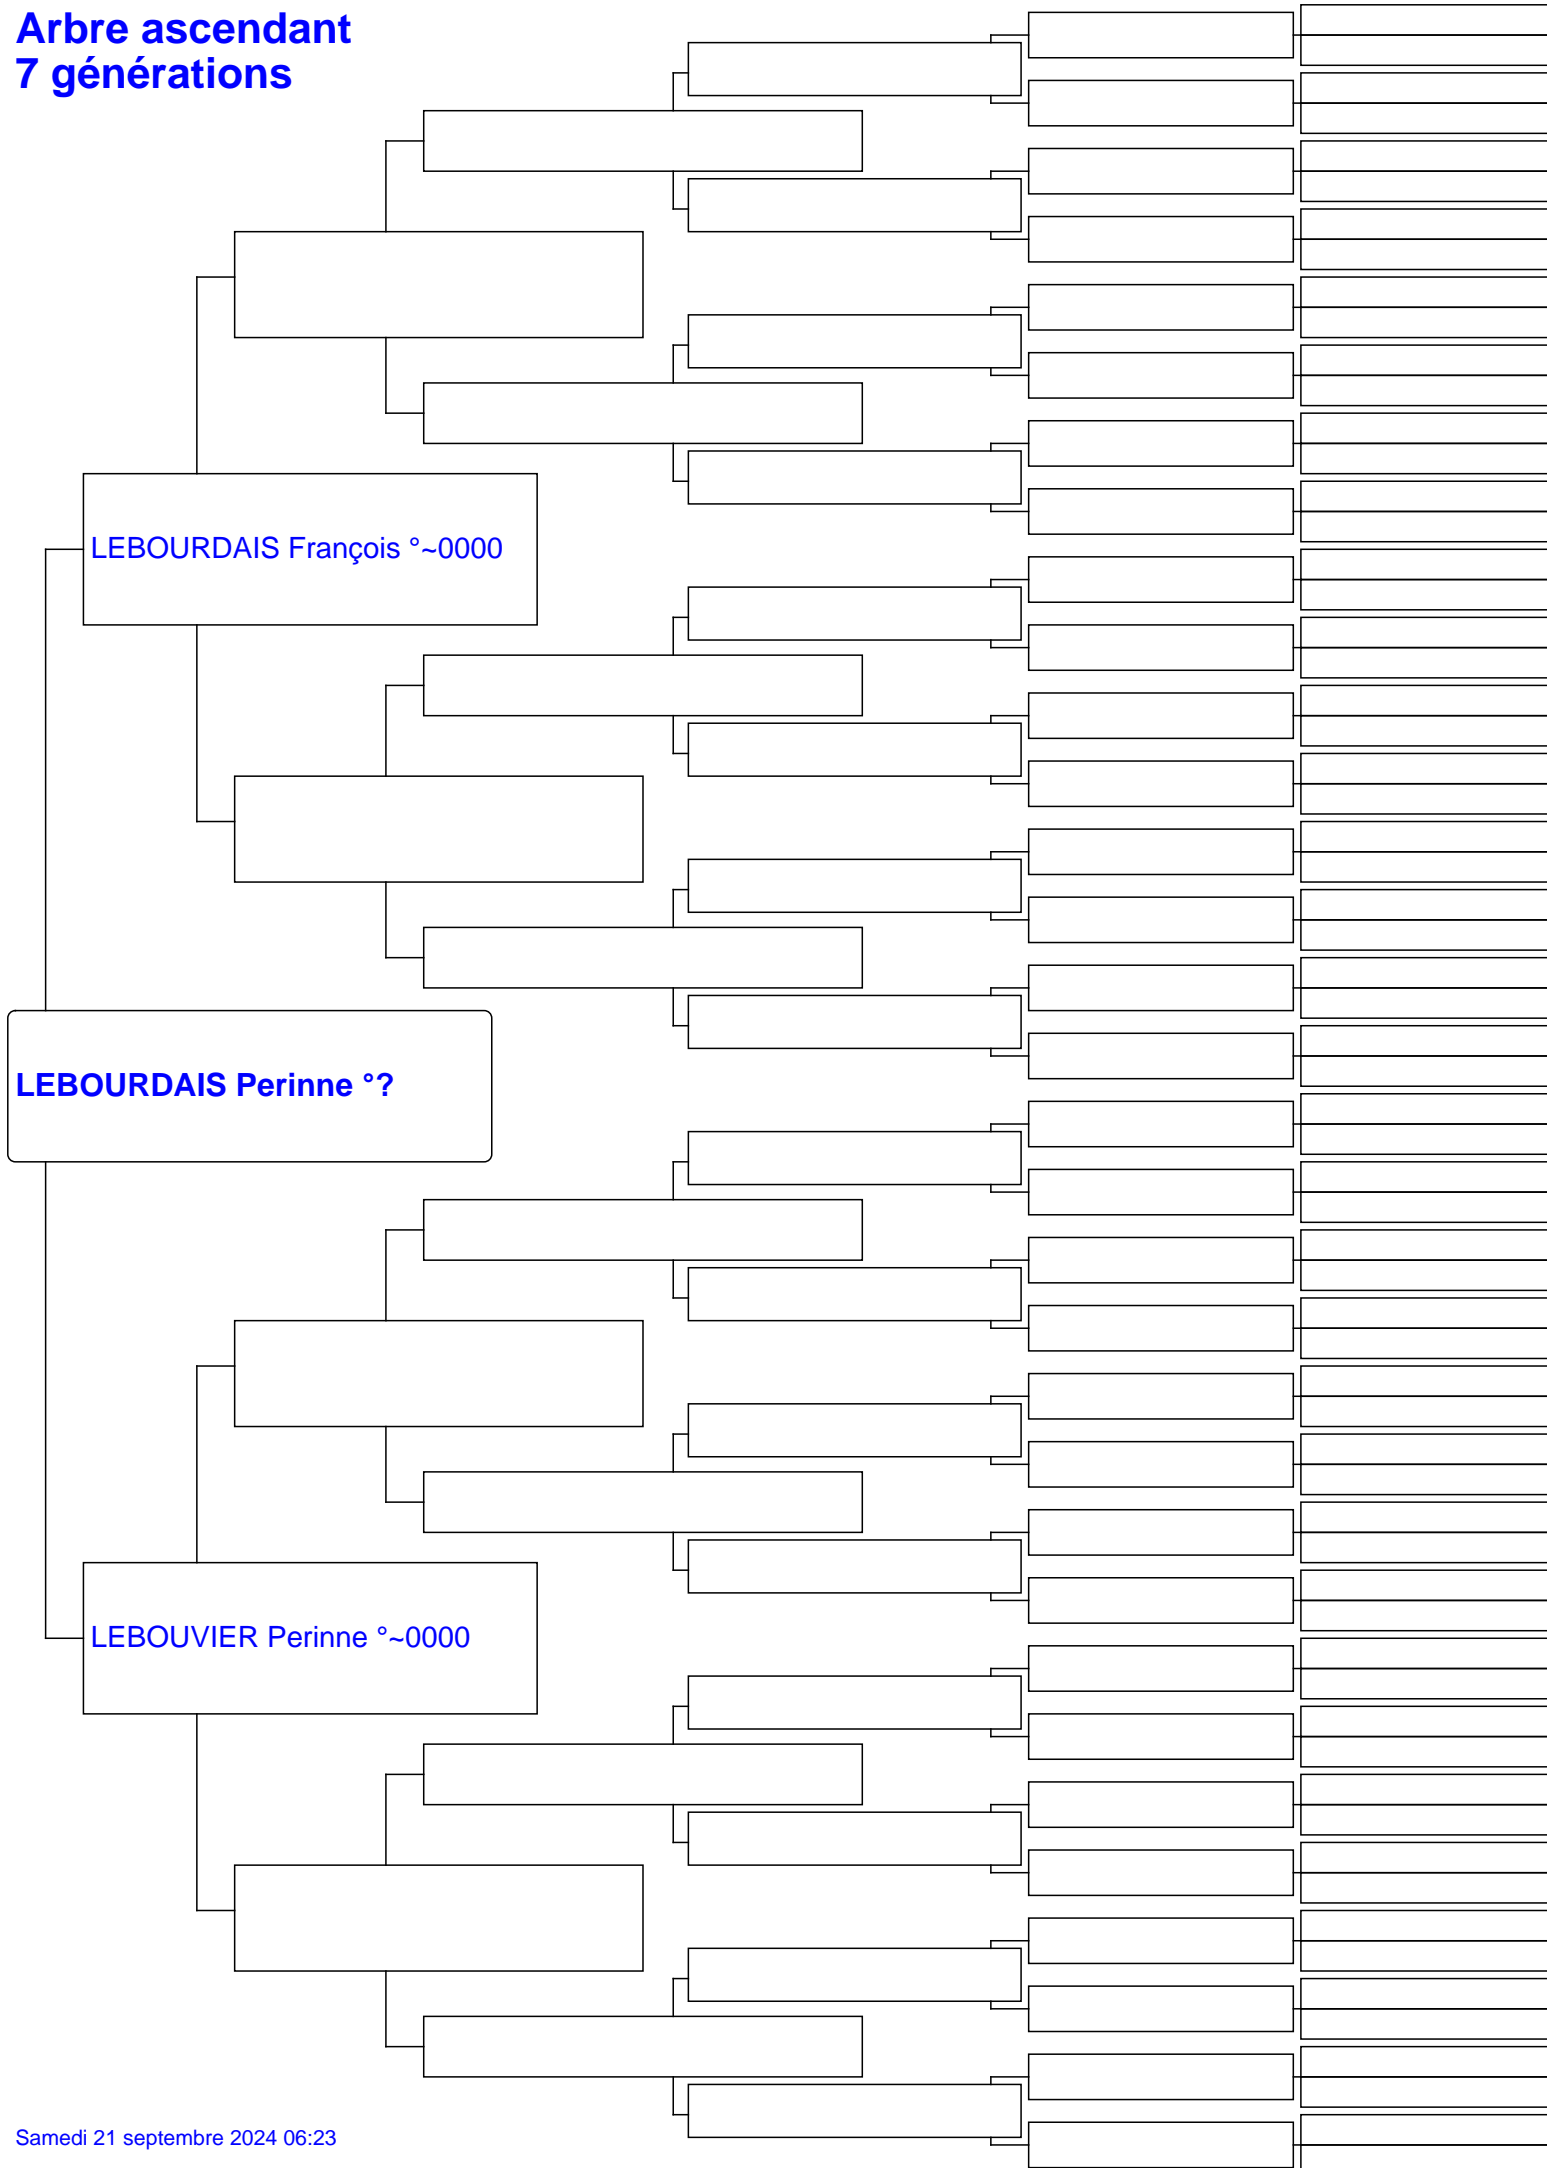 Arbre ascendant
7 générations
LEBOURDAIS François °~0000
LEBOURDAIS Perinne °?
LEBOUVIER Perinne °~0000
Samedi 21 septembre 2024 06:23